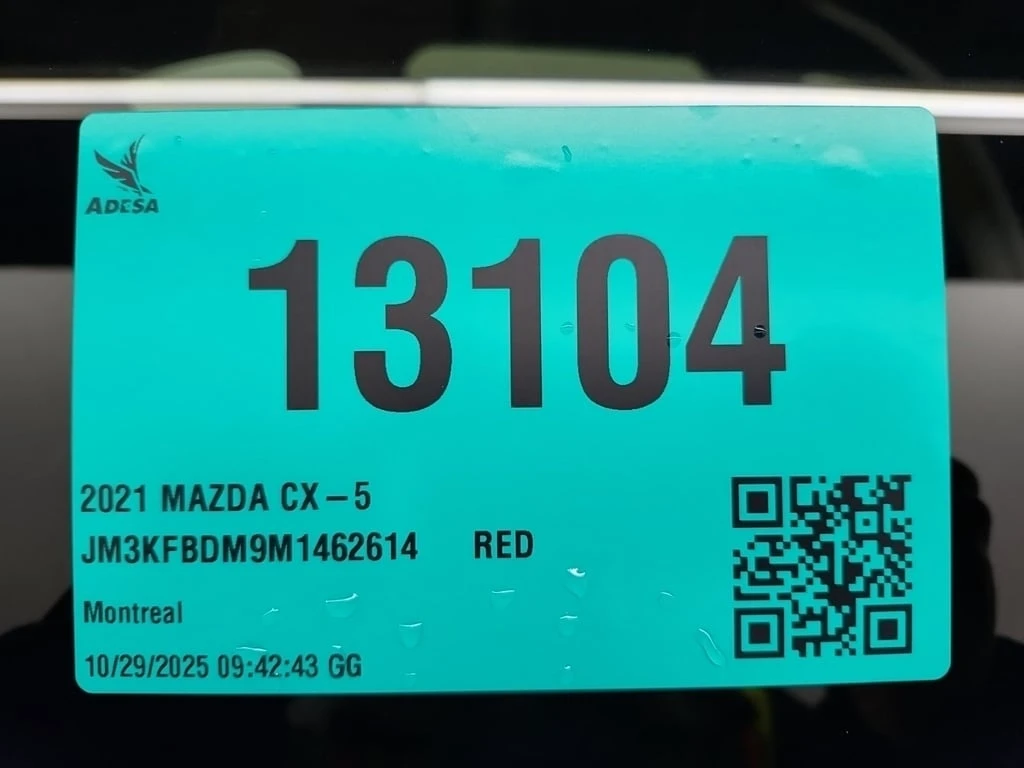 ADESA
13104
2021 MAZDA CX-5
JM3KFBDM9M1462614 RED
Montreal
10/29/2025 09:42:43 GG